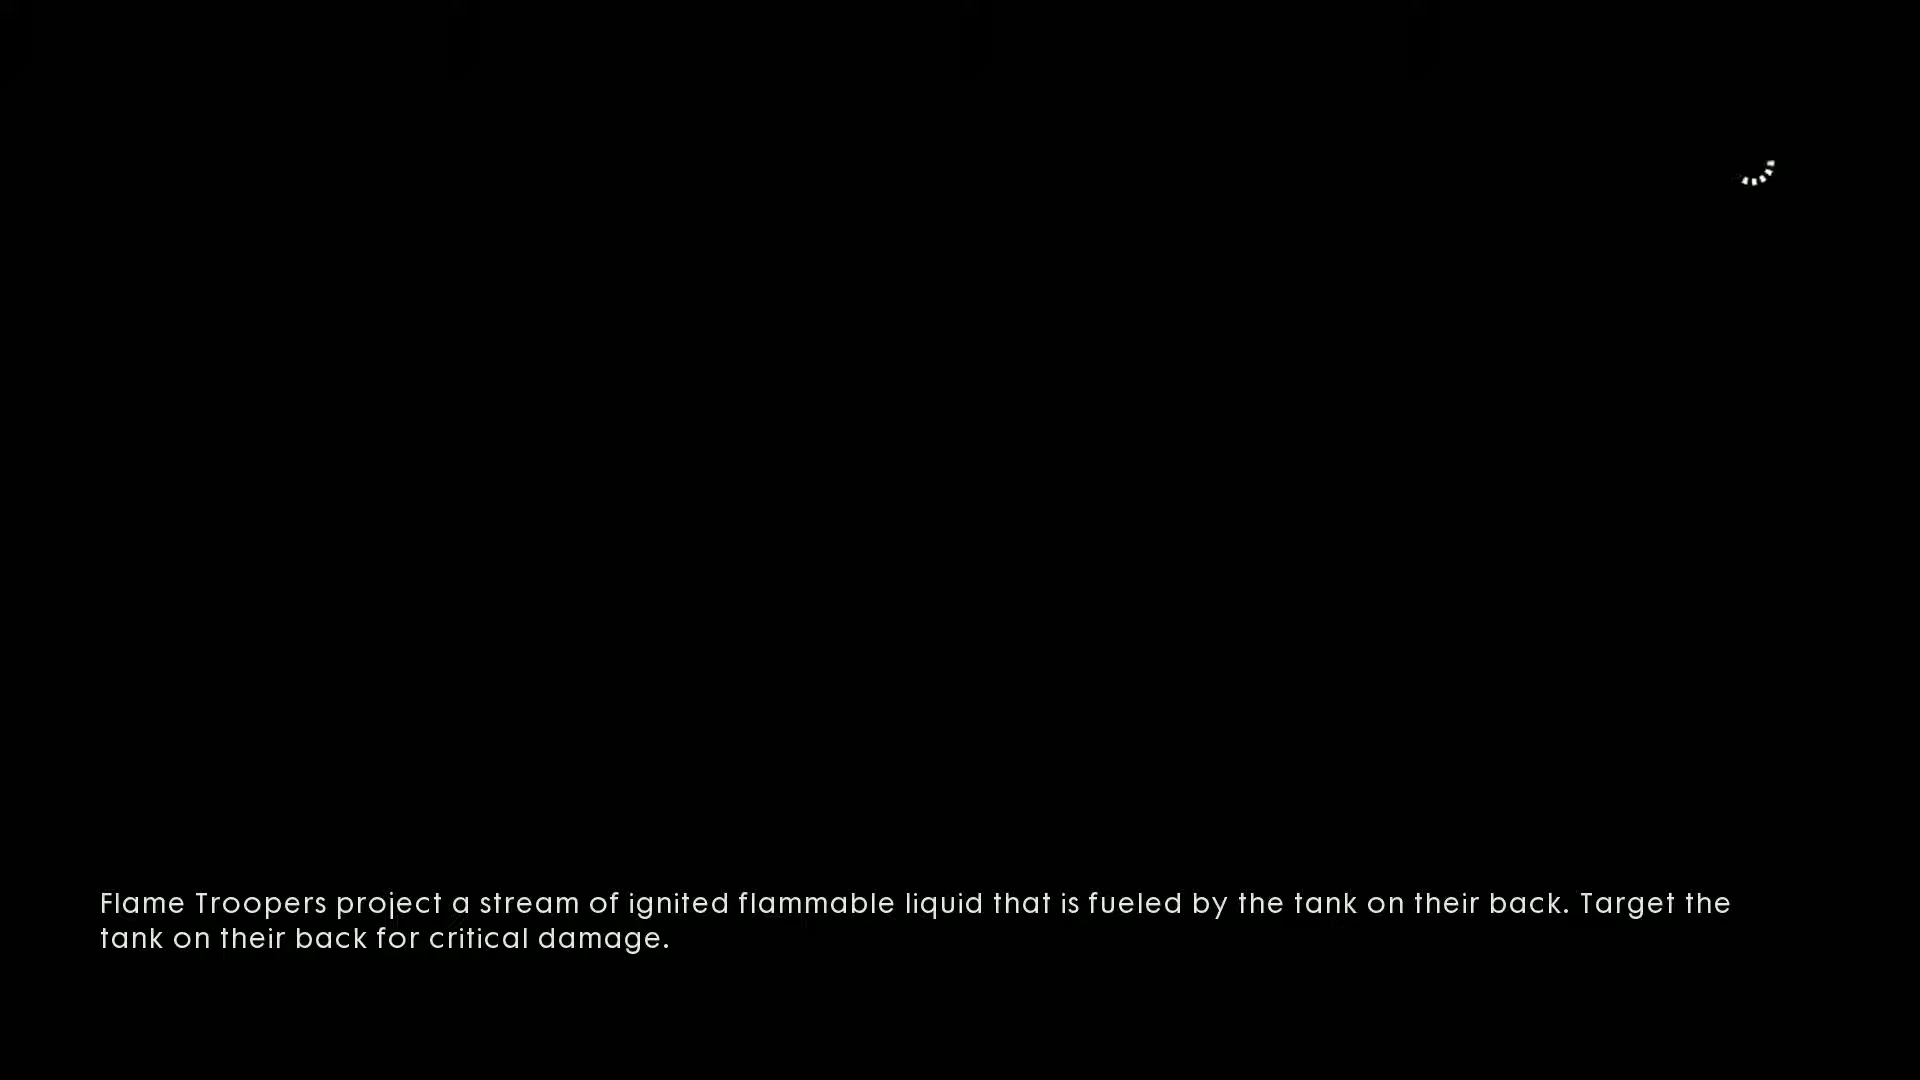 Flame Troopers project a stream of ignited flammable liquid that is fueled by the tank on their back. Target the
tank on their back for critical damage.